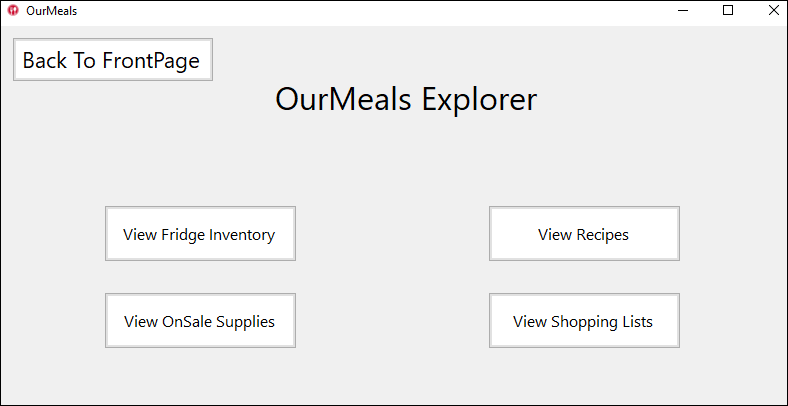 OurMeals
Back To FrontPage
OurMeals Explorer
View Fridge Inventory
View Recipes
View OnSale Supplies
View Shopping Lists